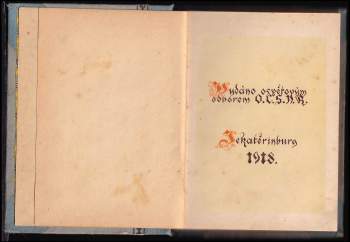 Vydáno osvětovým
odborem O.Č.S.N.R.
Jekatěrinburg
1918.